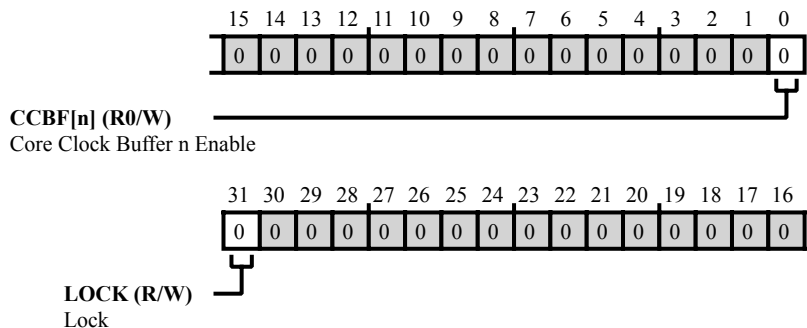 15 14 13 12 11 10 9 8 7 6 5 4 3 2 1 0
0 0 0 0 0 0 0 0 0 0 0 0 0 0 0 0
CCBF[n] (R0/W)
Core Clock Buffer n Enable
31 30 29 28 27 26 25 24 23 22 21 20 19 18 17 16
0 0 0 0 0 0 0 0 0 0 0 0 0 0 0 0
LOCK (R/W)
Lock